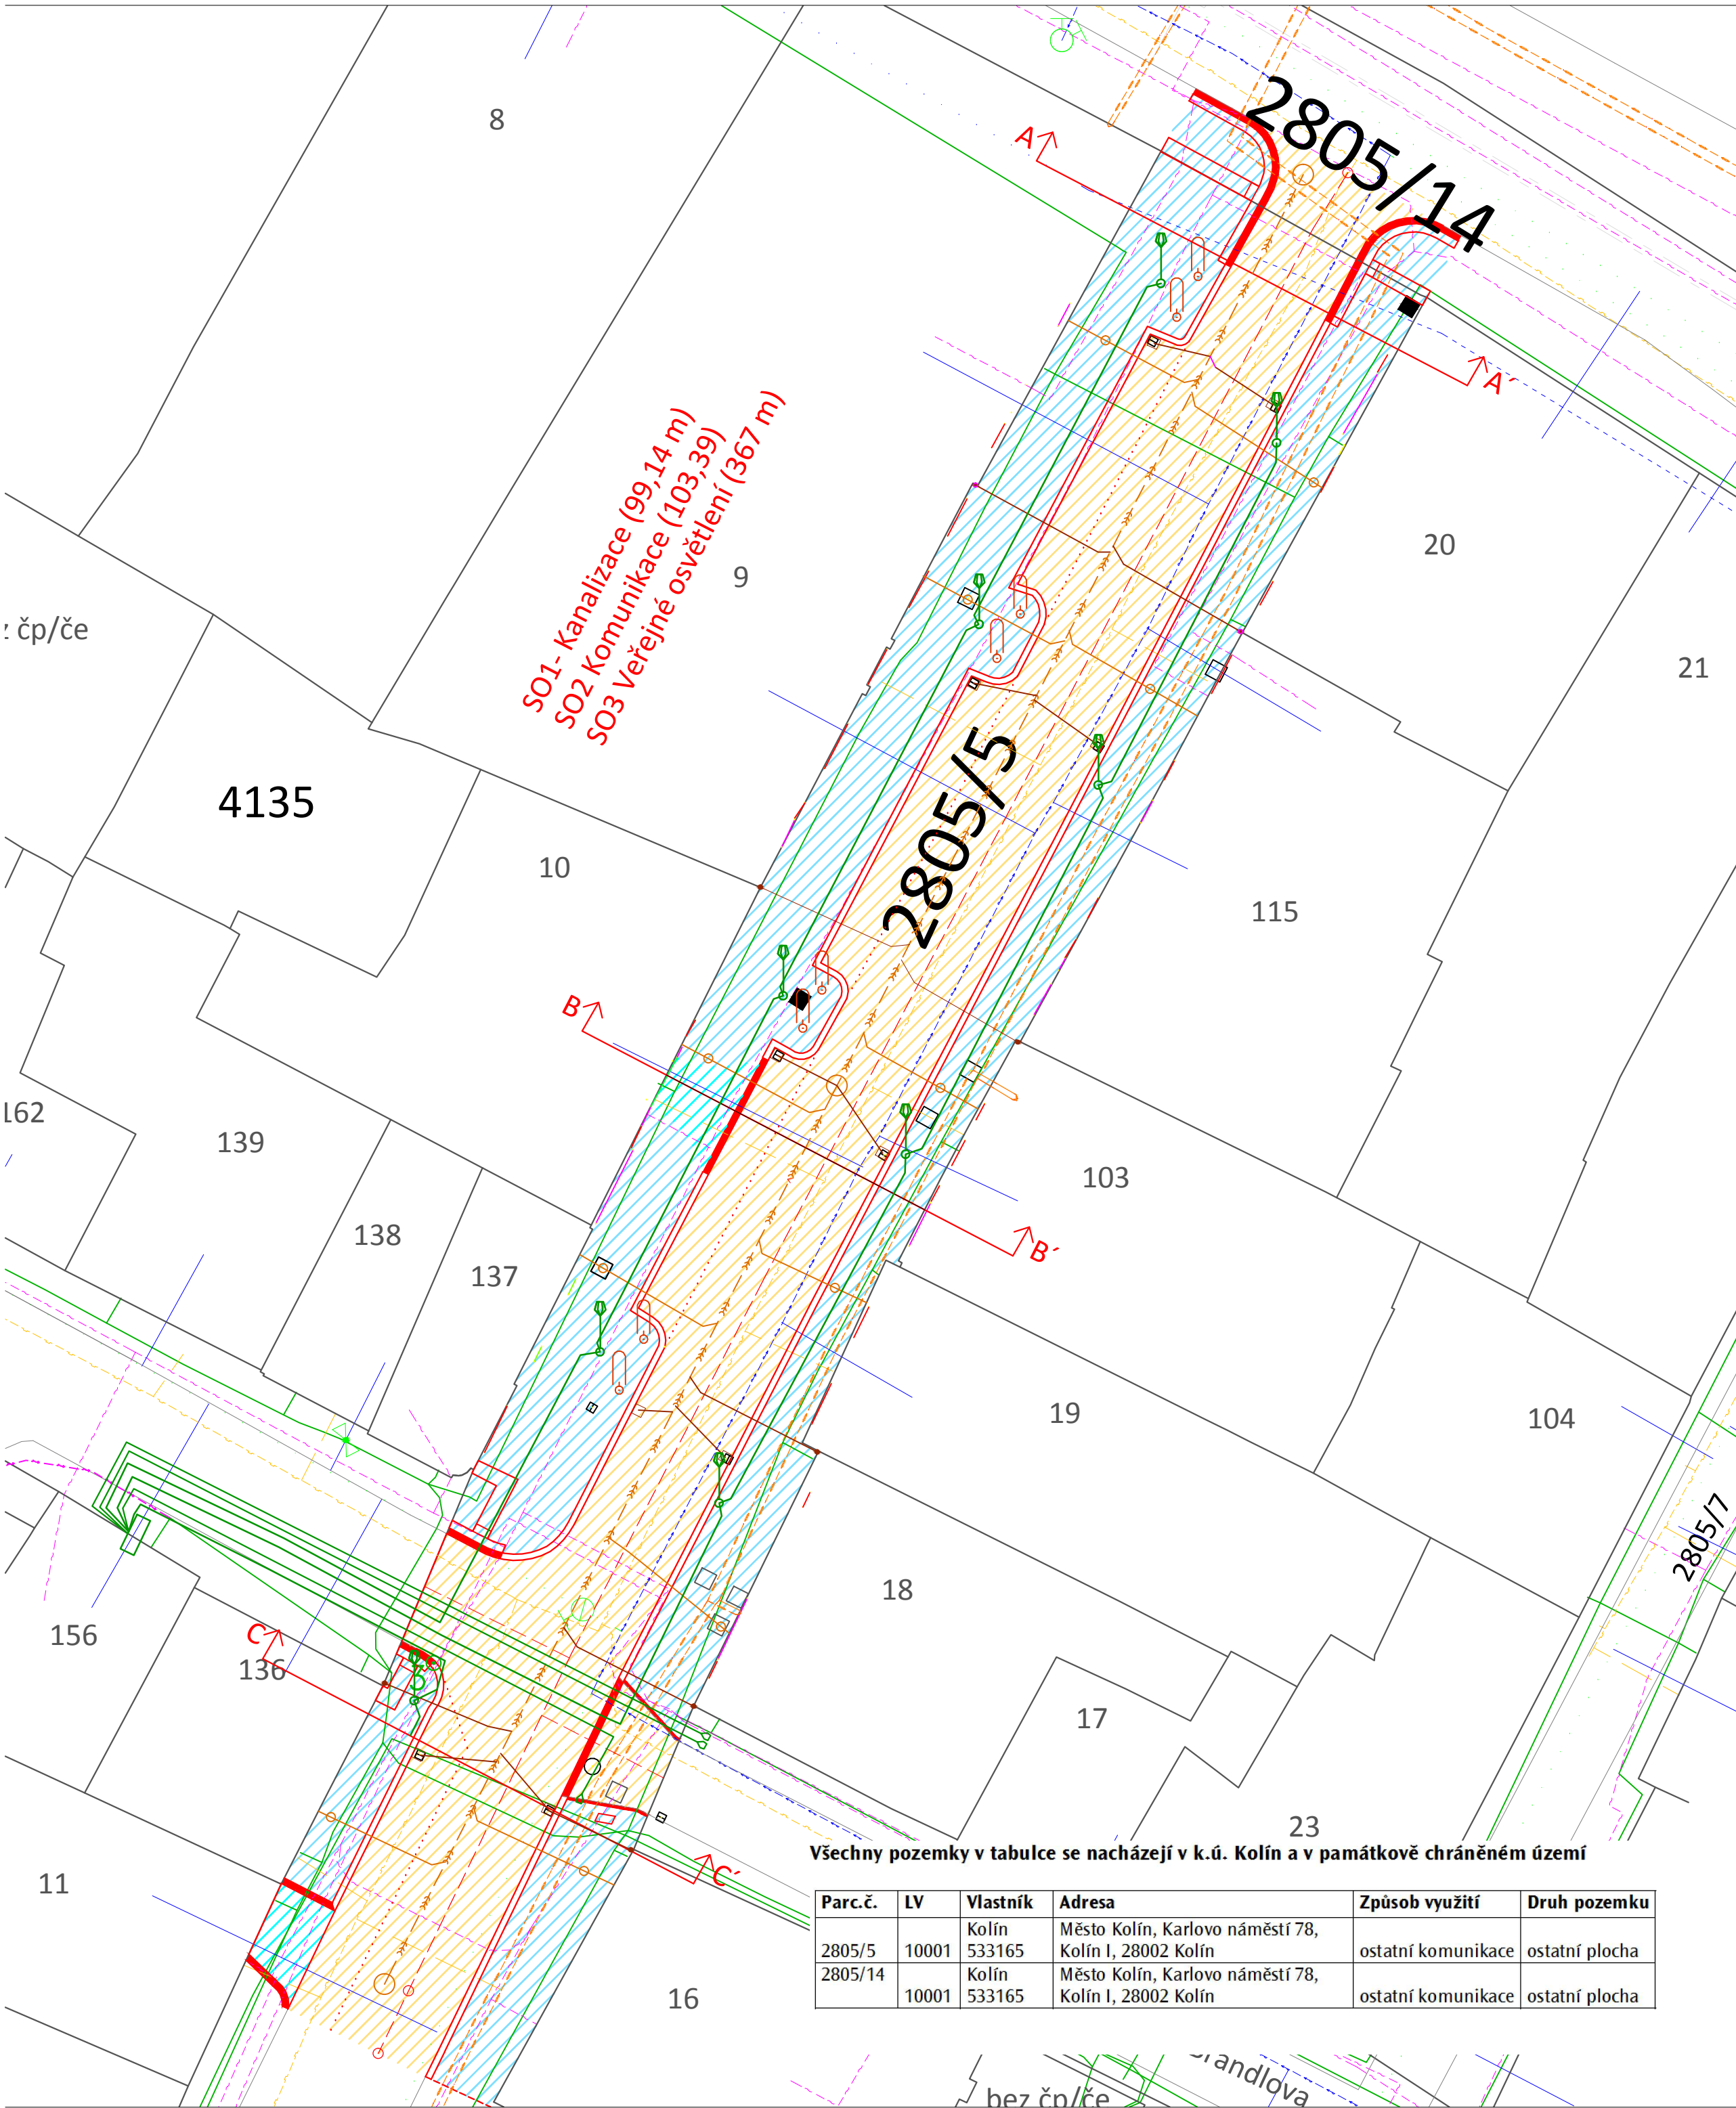 8
2805/14
A
A´
SO1- Kanalizace (99,14 m)
SO2 Komunikace (103,39)
SO3 Veřejné osvětlení (367 m)
9
20
21
čp/če
4135
2805/5
10
115
B
B´
162
139
138
137
103
19
104
2805/7
18
156
C
136
C´
17
23
11
16
Všechny pozemky v tabulce se nacházejí v k.ú. Kolín a v památkově chráněném území
Parc.č. LV Vlastník Adresa Způsob využití Druh pozemku
2805/5 10001 Kolín 533165 Město Kolín, Karlovo náměstí 78, Kolín I, 28002 Kolín ostatní komunikace ostatní plocha
2805/14 10001 Kolín 533165 Město Kolín, Karlovo náměstí 78, Kolín I, 28002 Kolín ostatní komunikace ostatní plocha
bez čp/če